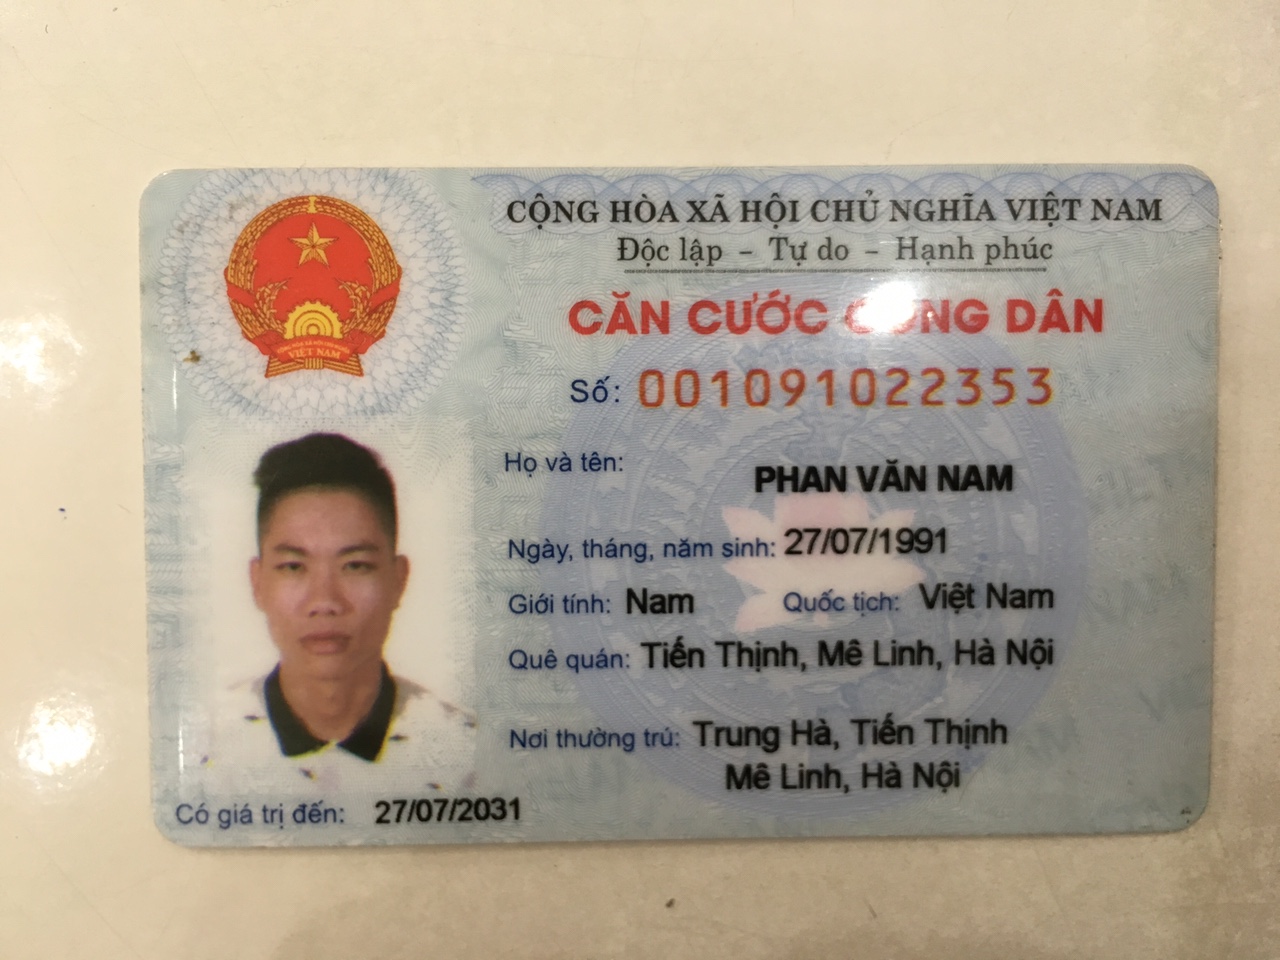 CỘNG HÒA XÃ HỘI CHỦ NGHĨA VIỆT NAM
Độc lập - Tự do - Hạnh phúc
CĂN CƯỚC CÔNG DÂN
VIỆT NAM
Số: 001091022353
Họ và tên: PHAN VĂN NAM
Ngày, tháng, năm sinh: 27/07/1991
Giới tính: Nam Quốc tịch: Việt Nam
Quê quán: Tiến Thịnh, Mê Linh, Hà Nội
Nơi thường trú: Trung Hà, Tiến Thịnh
Mê Linh, Hà Nội
Có giá trị đến: 27/07/2031